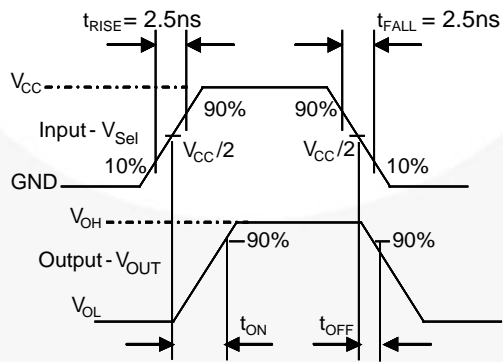 tRISE = 2.5ns
tFALL = 2.5ns
VCC
90%
90%
Input - VSel
VCC/2
VCC/2
10%
10%
GND
VOH
90%
90%
Output - VOUT
VOL
tON
tOFF